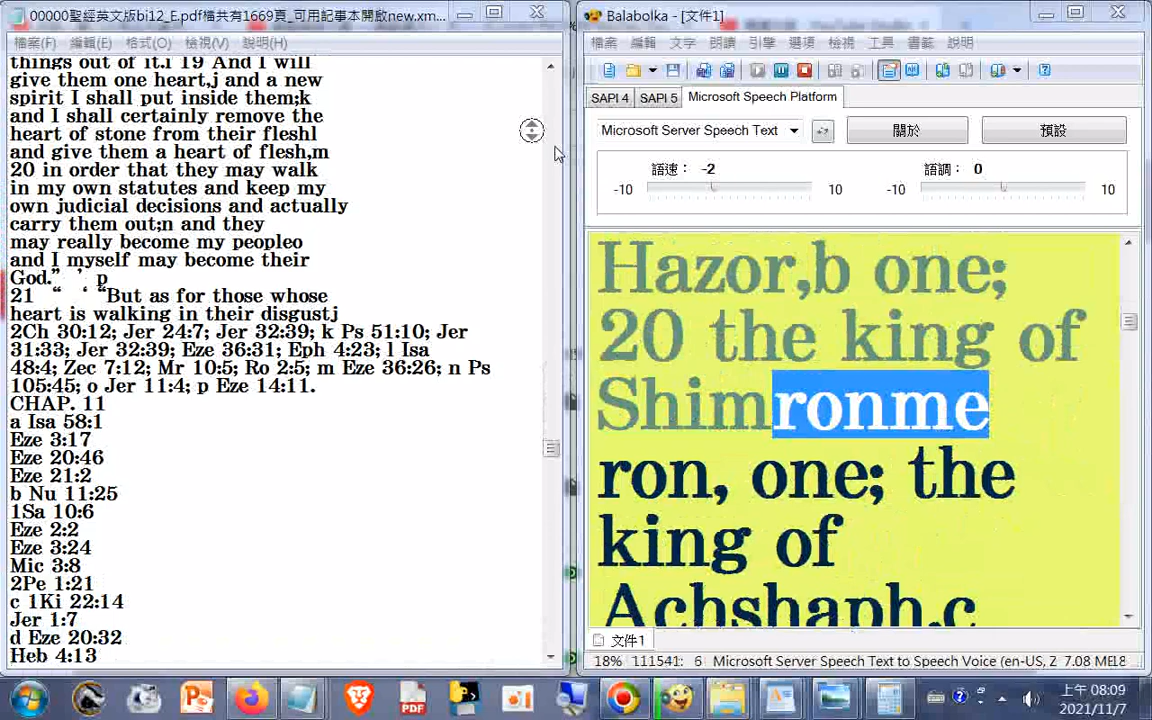 00000聖經英文版bi12_E.pdf檔共有1669頁_可用記事本開啟new.xm...
檔案(F) 編輯(E) 格式(O) 檢視(V) 說明(H)
things out of it.i 19 And I will
give them one heart,j and a new
spirit I shall put inside them;k
and I shall certainly remove the
heart of stone from their fleshl
and give them a heart of flesh,m
20 in order that they may walk
in my own statutes and keep my
own judicial decisions and actually
carry them out;n and they
may really become my peopleo
and I myself may become their
God.” ’ p
21 “ ‘ “But as for those whose
heart is walking in their disgustj
2Ch 30:12; Jer 24:7; Jer 32:39; k Ps 51:10; Jer
31:33; Jer 32:39; Eze 36:31; Eph 4:23; l Isa
48:4; Zec 7:12; Mr 10:5; Ro 2:5; m Eze 36:26; n Ps
105:45; o Jer 11:4; p Eze 14:11.
CHAP. 11
a Isa 58:1
Eze 3:17
Eze 20:46
Eze 21:2
b Nu 11:25
1Sa 10:6
Eze 2:2
Eze 3:24
Mic 3:8
2Pe 1:21
c 1Ki 22:14
Jer 1:7
d Eze 20:32
Heb 4:13
Balabolka - [文件1]
檔案 編輯 文字 朗讀 引擎 選項 檢視 工具 書籤 說明
SAPI 4 SAPI 5 Microsoft Speech Platform
Microsoft Server Speech Text 關於 預設
語速： -2 語調： 0
-10 10 -10 10
Hazor,b one;
20 the king of
Shimronme
ron, one; the
king of
Achshaph,c
文件1
18% 111541: 6 Microsoft Server Speech Text to Speech Voice (en-US, Z 7.08 ME
PDF
上午 08:09
2021/11/7